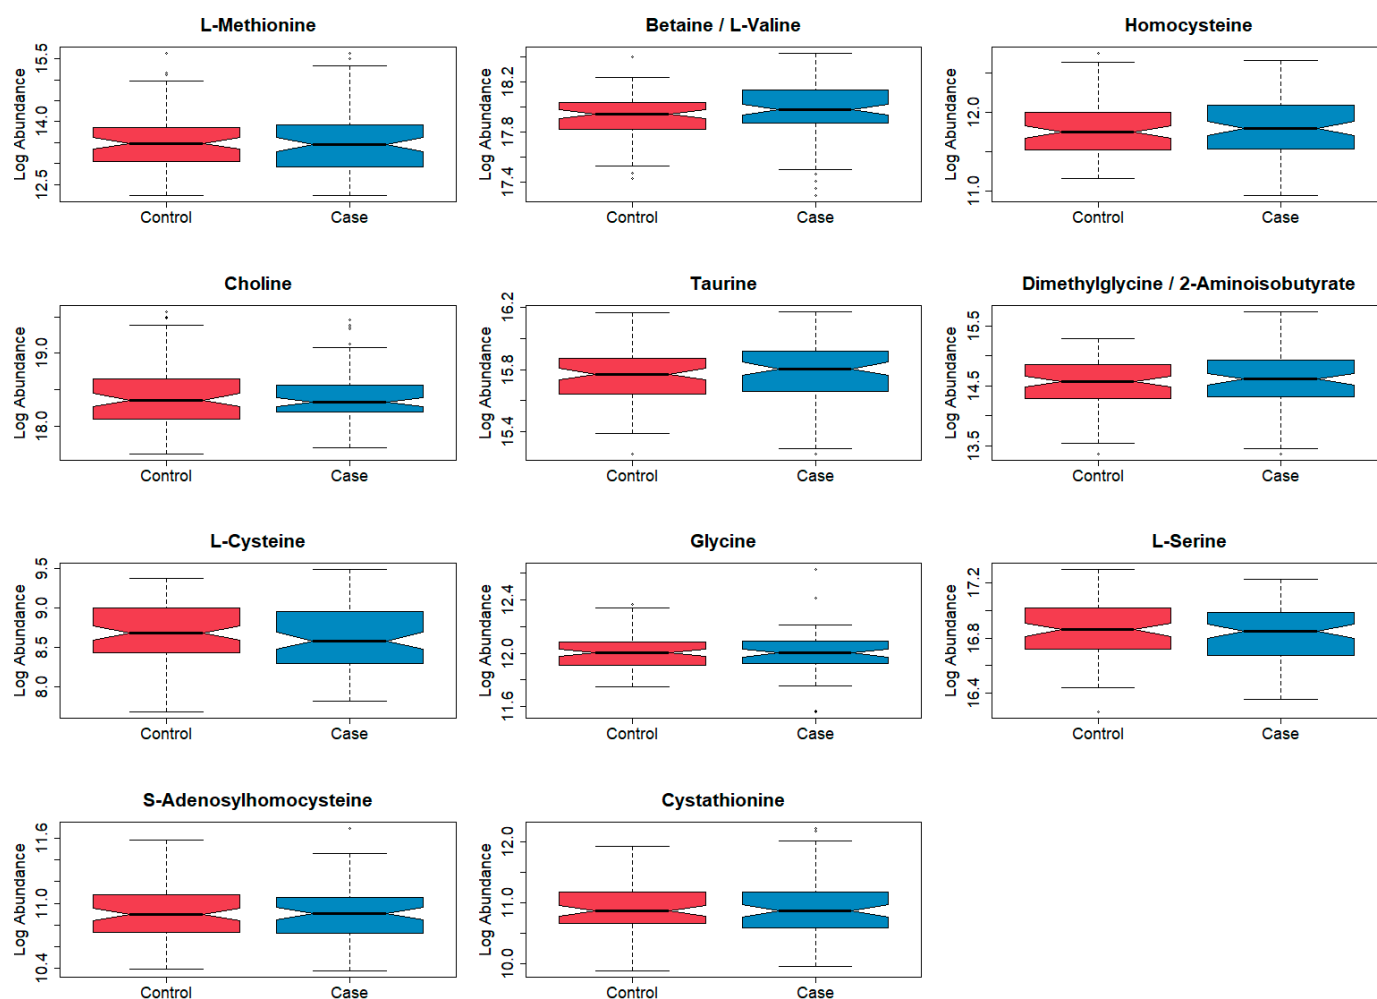 L-Methionine
Log Abundance
15.5
14.0
12.5
Control
Case
Betaine / L-Valine
Log Abundance
18.2
17.8
17.4
Control
Case
Homocysteine
Log Abundance
12.0
11.0
Control
Case
Choline
Log Abundance
19.0
18.0
Control
Case
Taurine
Log Abundance
16.2
15.8
15.4
Control
Case
Dimethylglycine / 2-Aminoisobutyrate
Log Abundance
15.5
14.5
13.5
Control
Case
L-Cysteine
Log Abundance
9.5
9.0
8.5
8.0
Control
Case
Glycine
Log Abundance
12.4
12.0
11.6
Control
Case
L-Serine
Log Abundance
17.2
16.8
16.4
Control
Case
S-Adenosylhomocysteine
Log Abundance
11.6
11.0
10.4
Control
Case
Cystathionine
Log Abundance
12.0
11.0
10.0
Control
Case